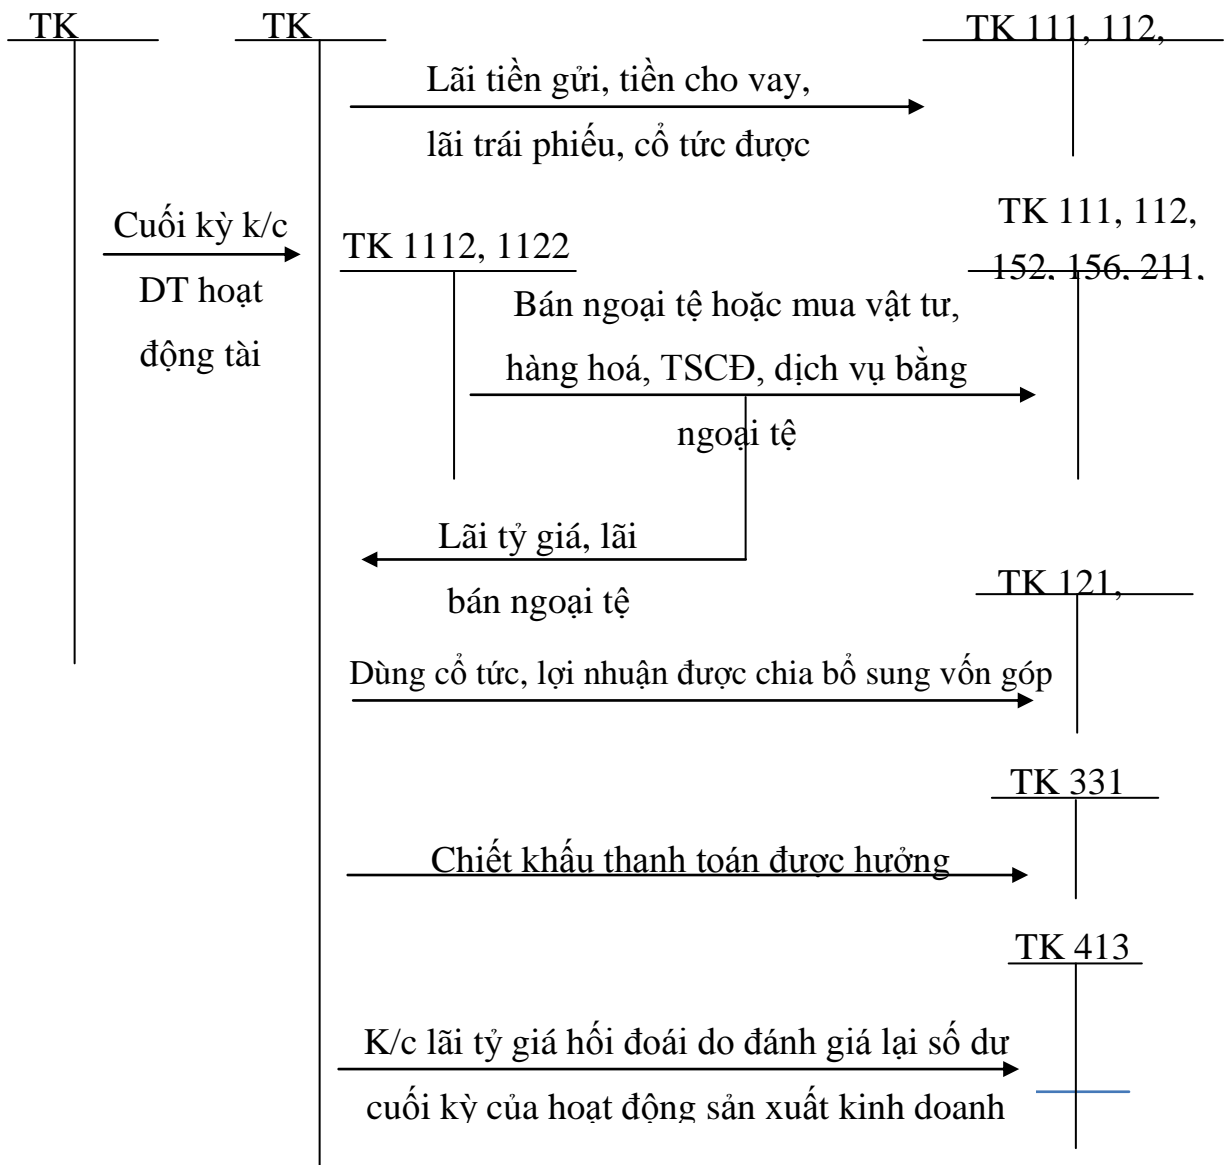 TK
TK
TK 111, 112,
Lãi tiền gửi, tiền cho vay,
lãi trái phiếu, cổ tức được
Cuối kỳ k/c
DT hoạt
động tài
TK 1112, 1122
TK 111, 112,
152, 156, 211,
Bán ngoại tệ hoặc mua vật tư,
hàng hoá, TSCĐ, dịch vụ bằng
ngoại tệ
Lãi tỷ giá, lãi
bán ngoại tệ
TK 121,
Dùng cổ tức, lợi nhuận được chia bổ sung vốn góp
TK 331
Chiết khấu thanh toán được hưởng
TK 413
K/c lãi tỷ giá hối đoái do đánh giá lại số dư
cuối kỳ của hoạt động sản xuất kinh doanh